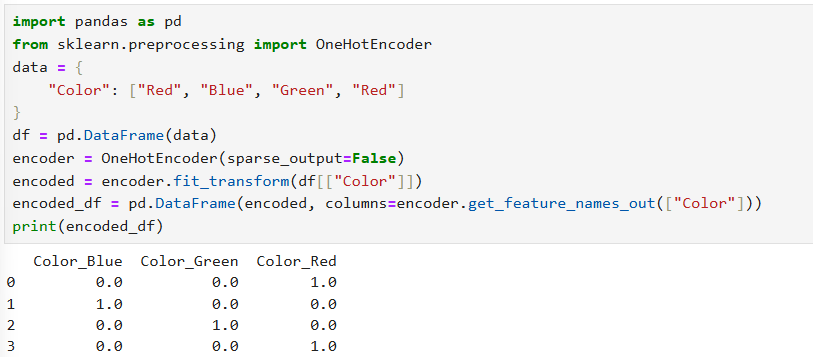 import pandas as pd
from sklearn.preprocessing import OneHotEncoder
data = {
    "Color": ["Red", "Blue", "Green", "Red"]
}
df = pd.DataFrame(data)
encoder = OneHotEncoder(sparse_output=False)
encoded = encoder.fit_transform(df[["Color"]])
encoded_df = pd.DataFrame(encoded, columns=encoder.get_feature_names_out(["Color"]))
print(encoded_df)
   Color_Blue  Color_Green  Color_Red
0         0.0          0.0        1.0
1         1.0          0.0        0.0
2         0.0          1.0        0.0
3         0.0          0.0        1.0